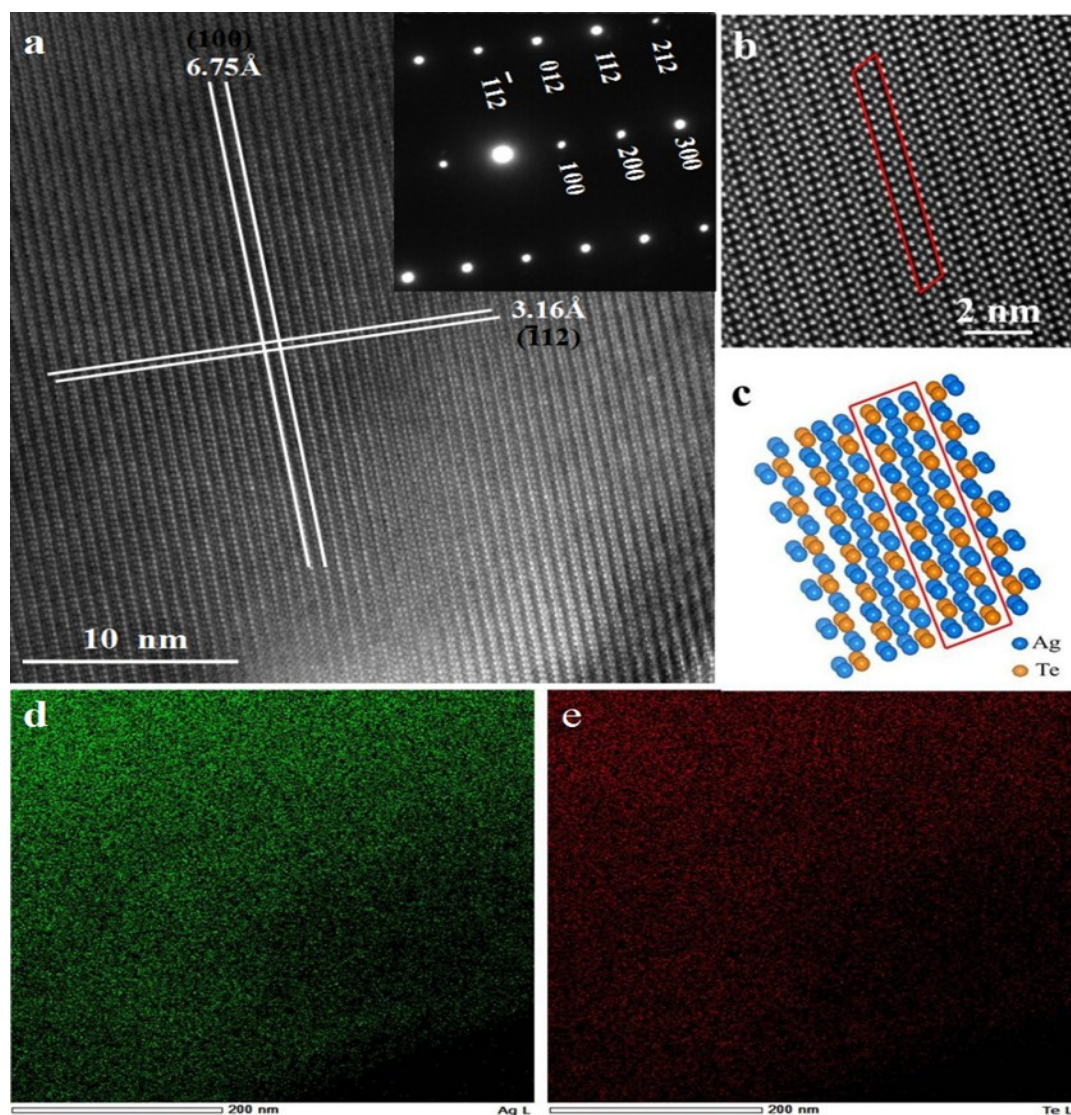 a
(100)
6.75Å
1̄12
012
112
212
100
200
300
3.16Å
(1̄12)
10 nm
b
2 nm
c
Ag
Te
d
200 nm
Ag L
e
200 nm
Te L